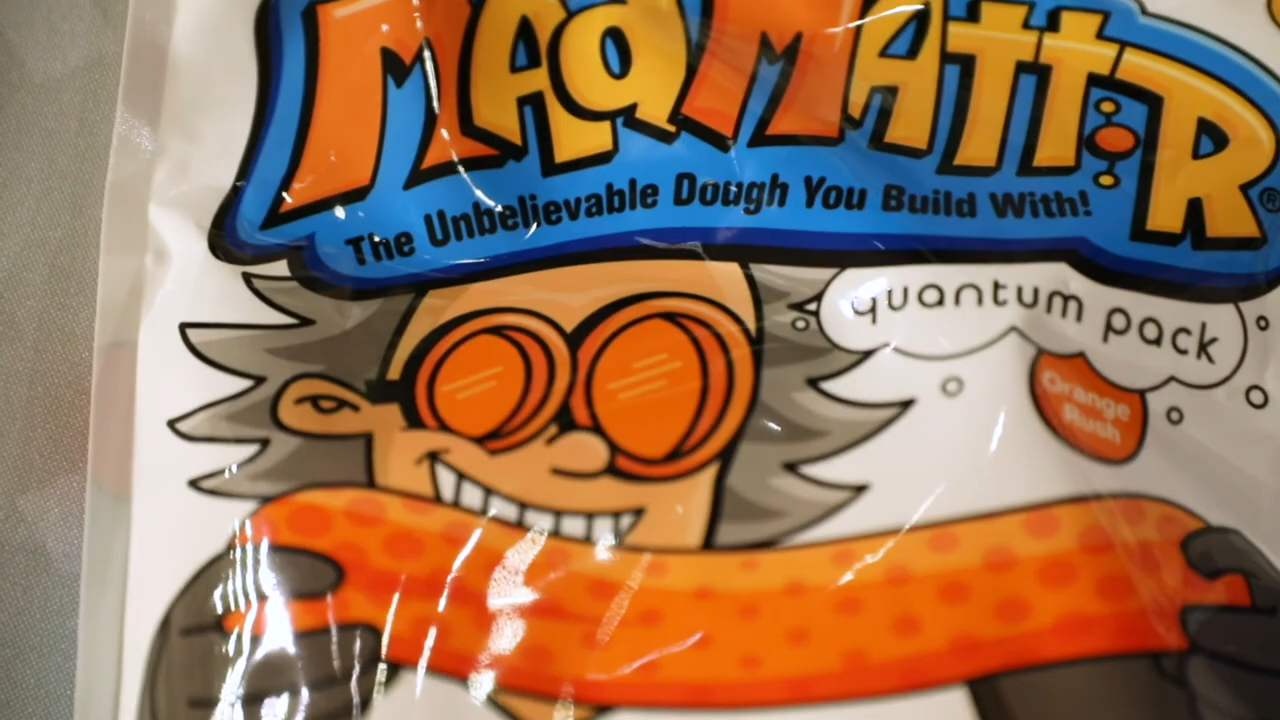 MadMattR®
The Unbelievable Dough You Build With!
quantum pack
Orange
Rush